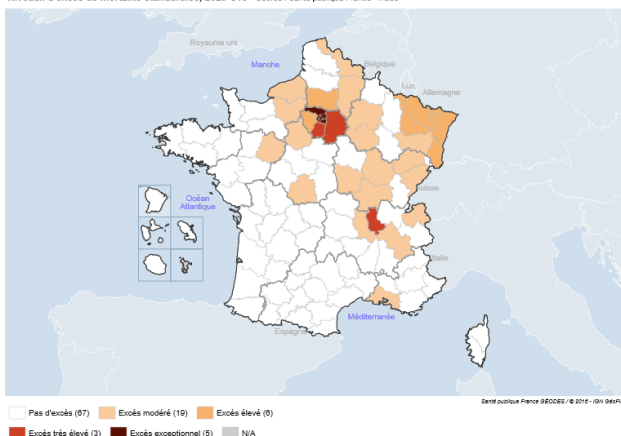 Royaume uni
Manche
Belgique
Lux.
Allemagne
Océan
Atlantique
Suisse
Italie
Méditerranée
Espagne
Santé publique France GÉODES / © 2016 - IGN GéoFL
Pas d'excès (67) Excès modéré (19) Excès élevé (6)
Excès très élevé (3) Excès exceptionnel (5) N/A